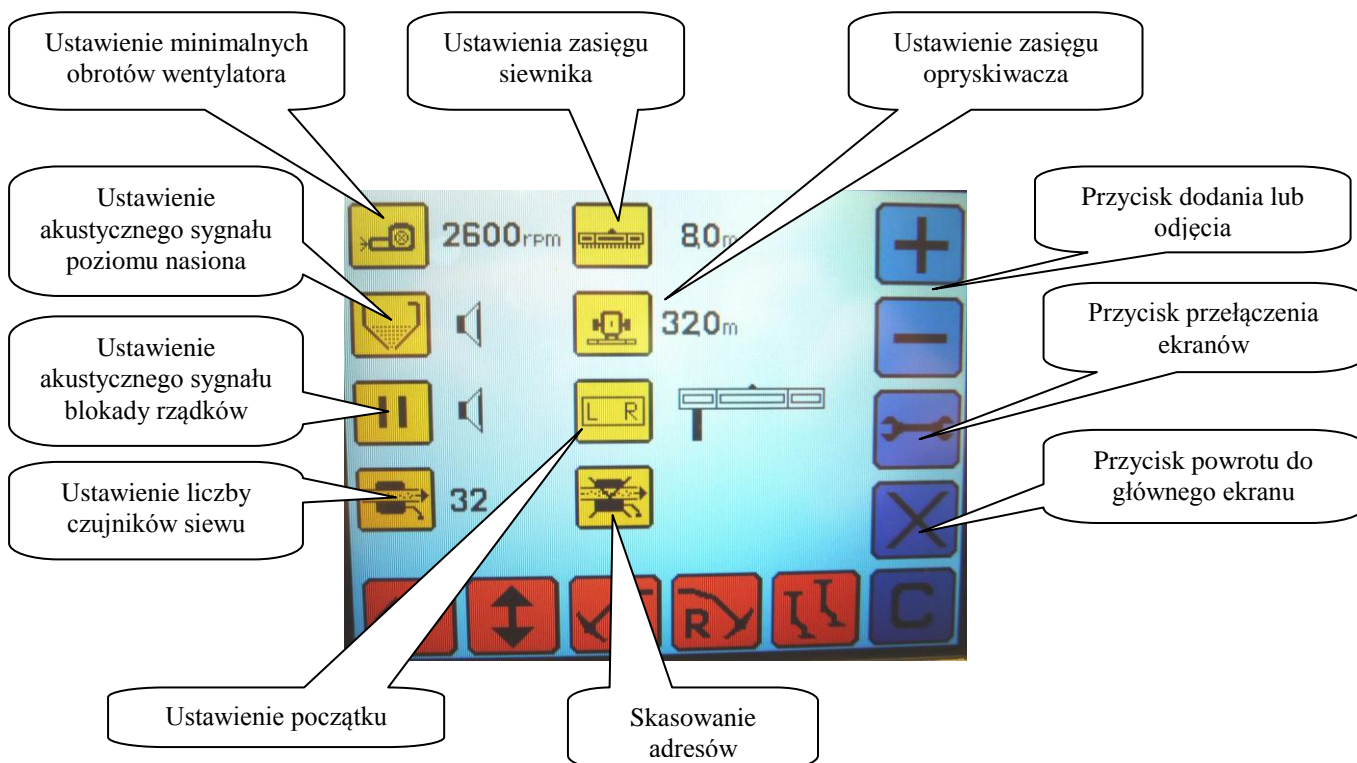 Ustawienie minimalnych
obrotów wentylatora
Ustawienia zasięgu
siewnika
Ustawienie zasięgu
opryskiwacza
Ustawienie
akustycznego sygnału
poziomu nasiona
Przycisk dodania lub
odjęcia
2600rpm
8,0m
Ustawienie
akustycznego sygnału
blokady rządków
Przycisk przełączenia
ekranów
32,0m
L R
Ustawienie liczby
czujników siewu
Przycisk powrotu do
głównego ekranu
32
R
C
Ustawienie początku
Skasowanie
adresów